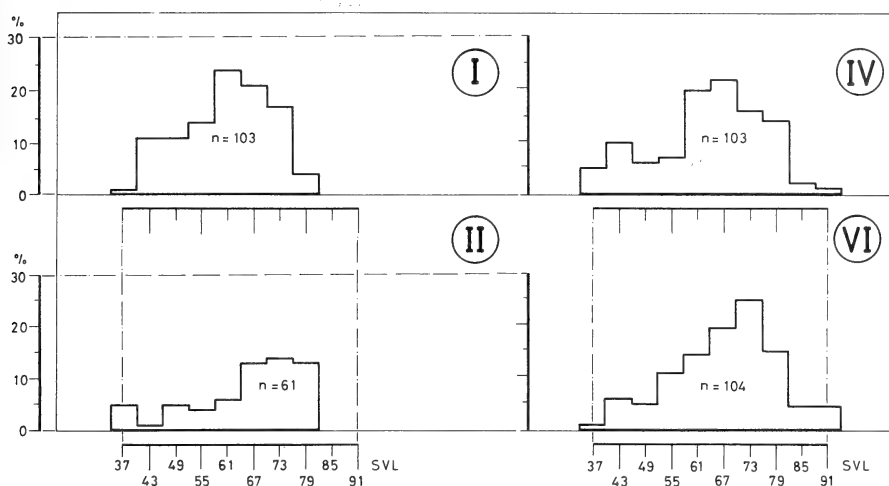 %
30
20
10
0
I
n = 103
IV
n = 103
%
30
20
10
0
II
n = 61
VI
n = 104
37 49 61 73 85 SVL
43 55 67 79 91
37 49 61 73 85 SVL
43 55 67 79 91